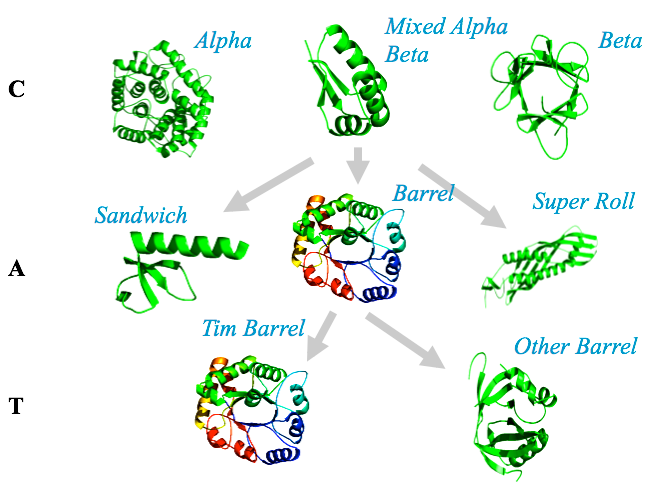 Alpha
Mixed Alpha
Beta
Beta
C
Sandwich
Barrel
Super Roll
A
Tim Barrel
Other Barrel
T